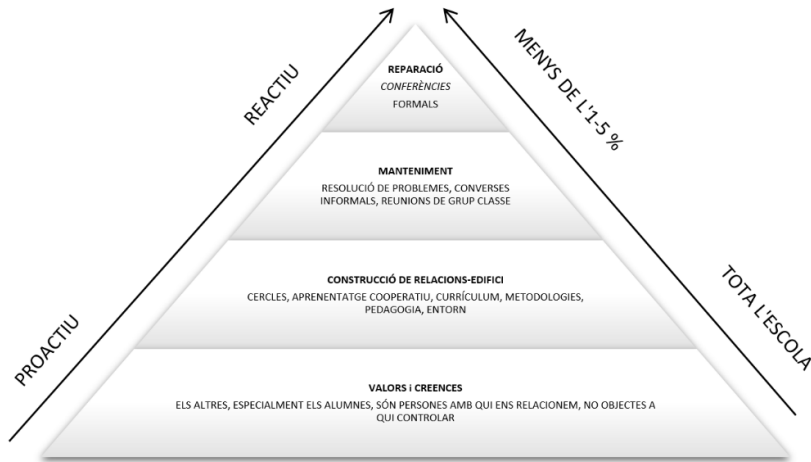 REPARACIÓ
CONFERÈNCIES
FORMALS
MANTENIMENT
RESOLUCIÓ DE PROBLEMES, CONVERSES
INFORMALS, REUNIONS DE GRUP CLASSE
CONSTRUCCIÓ DE RELACIONS-EDIFICI
CERCLES, APRENENTATGE COOPERATIU, CURRÍCULUM, METODOLOGIES,
PEDAGOGIA, ENTORN
VALORS i CREENCES
ELS ALTRES, ESPECIALMENT ELS ALUMNES, SÓN PERSONES AMB QUI ENS RELACIONEM, NO OBJECTES A
QUI CONTROLAR
REACTIU
PROACTIU
MENYS DE L'1-5 %
TOTA L'ESCOLA